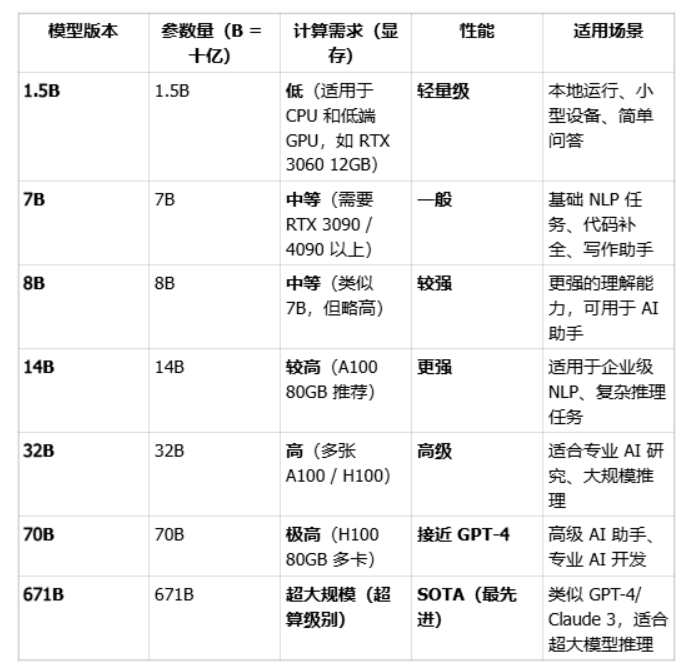 模型版本
参数量（B =
十亿）
计算需求（显
存）
性能
适用场景
1.5B
1.5B
低（适用于
CPU 和低端
GPU，如 RTX
3060 12GB）
轻量级
本地运行、小
型设备、简单
问答
7B
7B
中等（需要
RTX 3090 /
4090 以上）
一般
基础 NLP 任
务、代码补
全、写作助手
8B
8B
中等（类似
7B，但略高）
较强
更强的理解能
力，可用于 AI
助手
14B
14B
较高（A100
80GB 推荐）
更强
适用于企业级
NLP、复杂推理
任务
32B
32B
高（多张
A100 / H100）
高级
适合专业 AI 研
究、大规模推
理
70B
70B
极高（H100
80GB 多卡）
接近 GPT-4
高级 AI 助手、
专业 AI 开发
671B
671B
超大规模（超
算级别）
SOTA（最先
进）
类似 GPT-4/
Claude 3，适合
超大模型推理